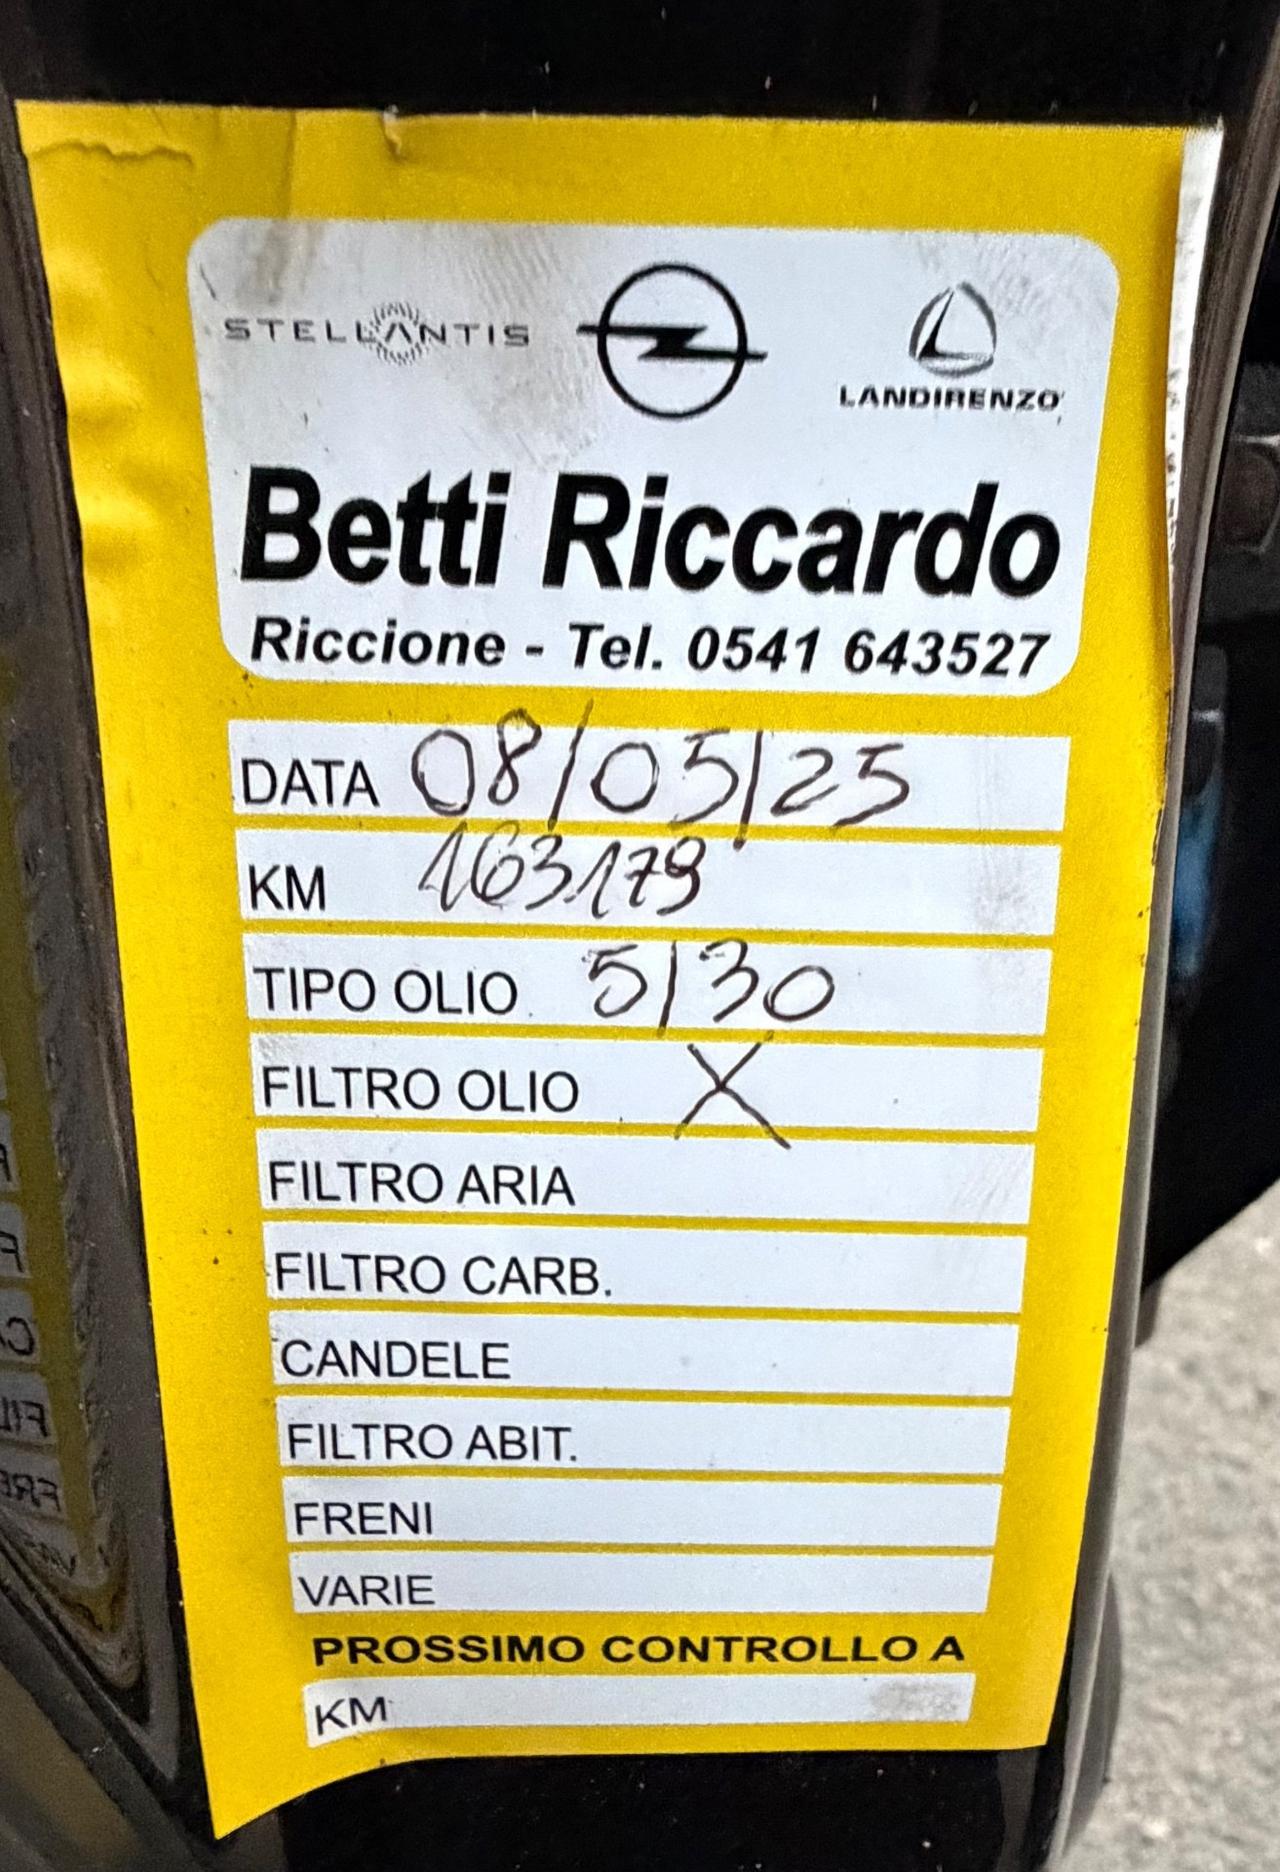 STELLANTIS
LANDIRENZO
Betti Riccardo
Riccione - Tel. 0541 643527
DATA 08/05/25
KM 163179
TIPO OLIO 5/30
FILTRO OLIO X
FILTRO ARIA
FILTRO CARB.
CANDELE
FILTRO ABIT.
FRENI
VARIE
PROSSIMO CONTROLLO A
KM